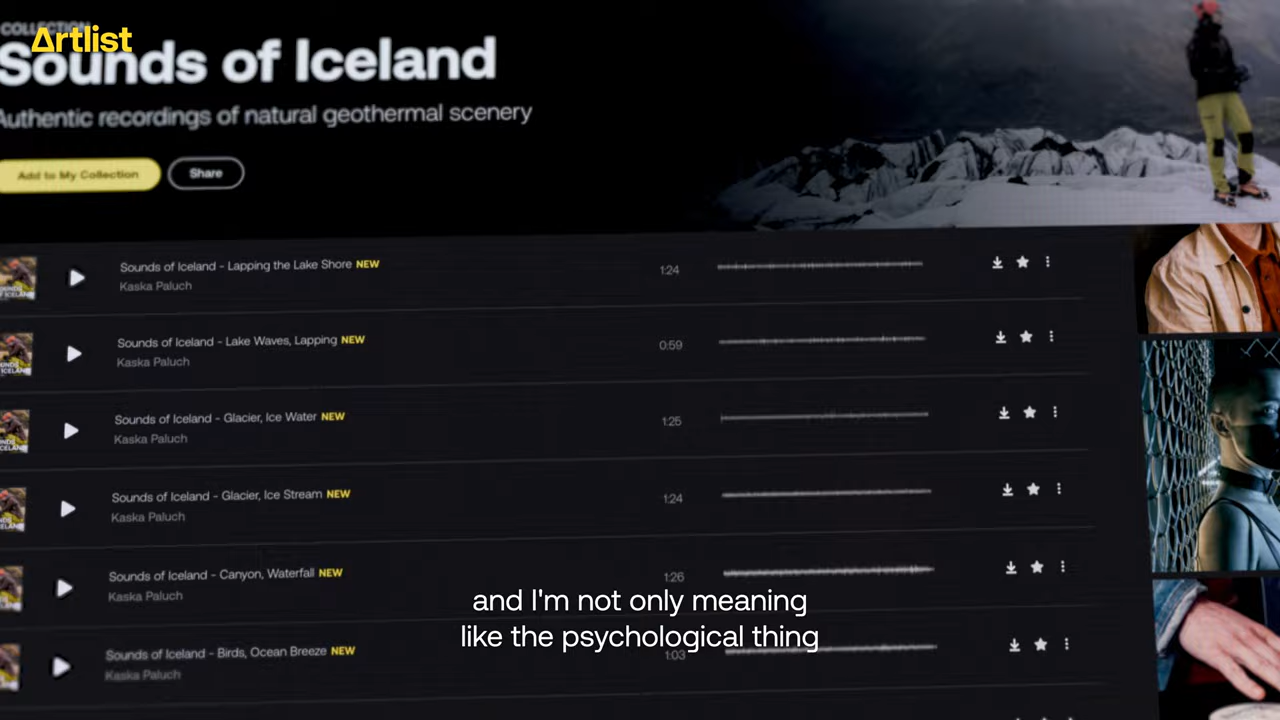 COLLECTION
Artlist
Sounds of Iceland
Authentic recordings of natural geothermal scenery
Add to My Collection
Share
Sounds of Iceland - Lapping the Lake Shore NEW
Kaska Paluch
1:24
Sounds of Iceland - Lake Waves, Lapping NEW
Kaska Paluch
0:59
Sounds of Iceland - Glacier, Ice Water NEW
Kaska Paluch
1:25
Sounds of Iceland - Glacier, Ice Stream NEW
Kaska Paluch
1:24
Sounds of Iceland - Canyon, Waterfall NEW
Kaska Paluch
1:26
and I'm not only meaning
like the psychological thing
Sounds of Iceland - Birds, Ocean Breeze NEW
Kaska Paluch
1:03